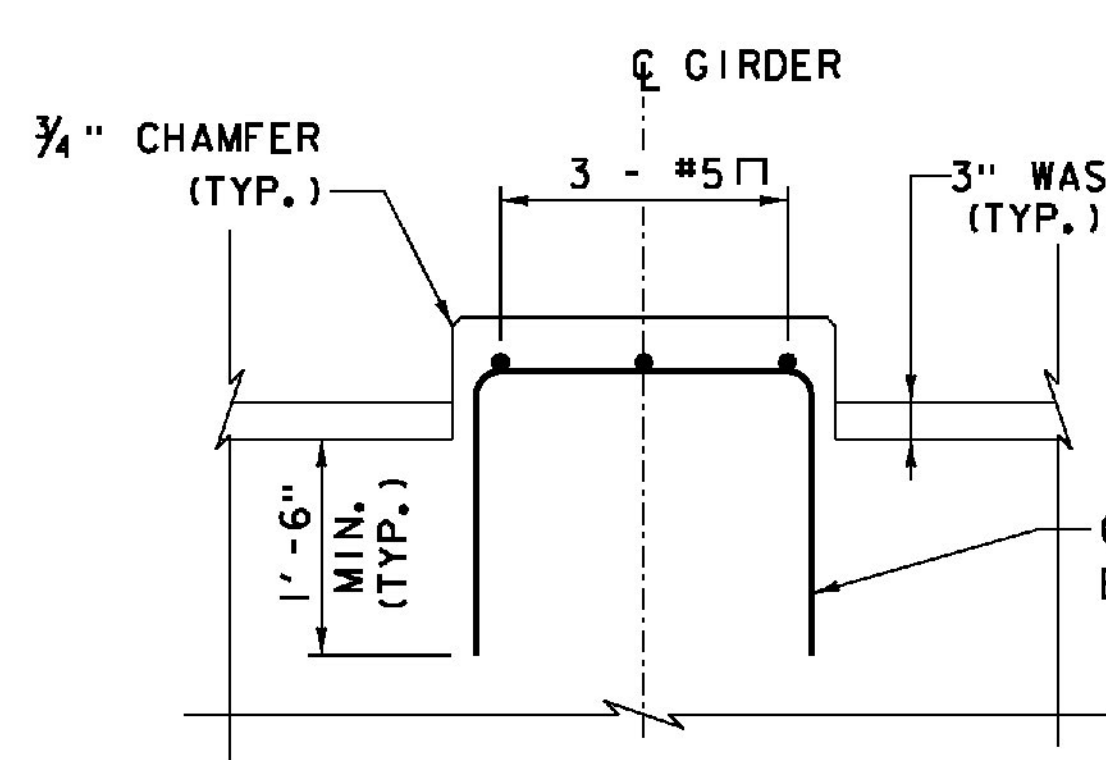 ℄ GIRDER
¾" CHAMFER
(TYP.)
3 - #5
3" WAS
(TYP.)
1'-6"
MIN.
(TYP.)